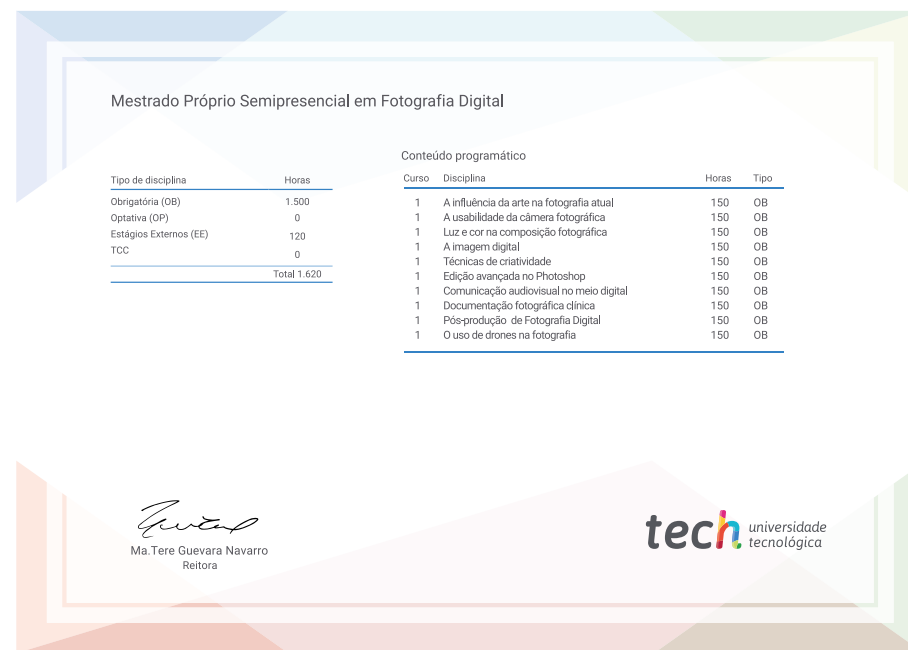 Mestrado Próprio Semipresencial em Fotografia Digital
Tipo de disciplina Horas
Obrigatória (OB) 1.500
Optativa (OP) 0
Estágios Externos (EE) 120
TCC 0
Total 1.620
Conteúdo programático
Curso Disciplina Horas Tipo
1 A influência da arte na fotografia atual 150 OB
1 A usabilidade da câmera fotográfica 150 OB
1 Luz e cor na composição fotográfica 150 OB
1 A imagem digital 150 OB
1 Técnicas de criatividade 150 OB
1 Edição avançada no Photoshop 150 OB
1 Comunicação audiovisual no meio digital 150 OB
1 Documentação fotográfica clínica 150 OB
1 Pós-produção de Fotografia Digital 150 OB
1 O uso de drones na fotografia 150 OB
Ma.Tere Guevara Navarro
Reitora
tech universidade
tecnológica